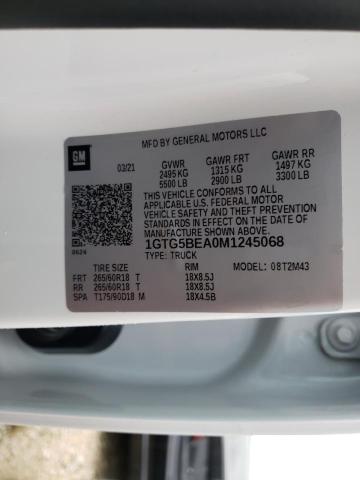 GM
MFD BY GENERAL MOTORS LLC
03/21
GVWR GAWR FRT GAWR RR
2495 KG 1315 KG 1497 KG
5500 LB 2900 LB 3300 LB
THIS VEHICLE CONFORMS TO ALL
APPLICABLE U.S. FEDERAL MOTOR
VEHICLE SAFETY AND THEFT PREVENTION
STANDARDS IN EFFECT ON THE DATE OF
MANUFACTURE SHOWN ABOVE.
1GTG5BEA0M1245068
TYPE: TRUCK MODEL: 08T2M43
TIRE SIZE RIM
FRT 265/60R18 T 18X8.5J
RR 265/60R18 T 18X8.5J
SPA T175/90D18 M 18X4.5B